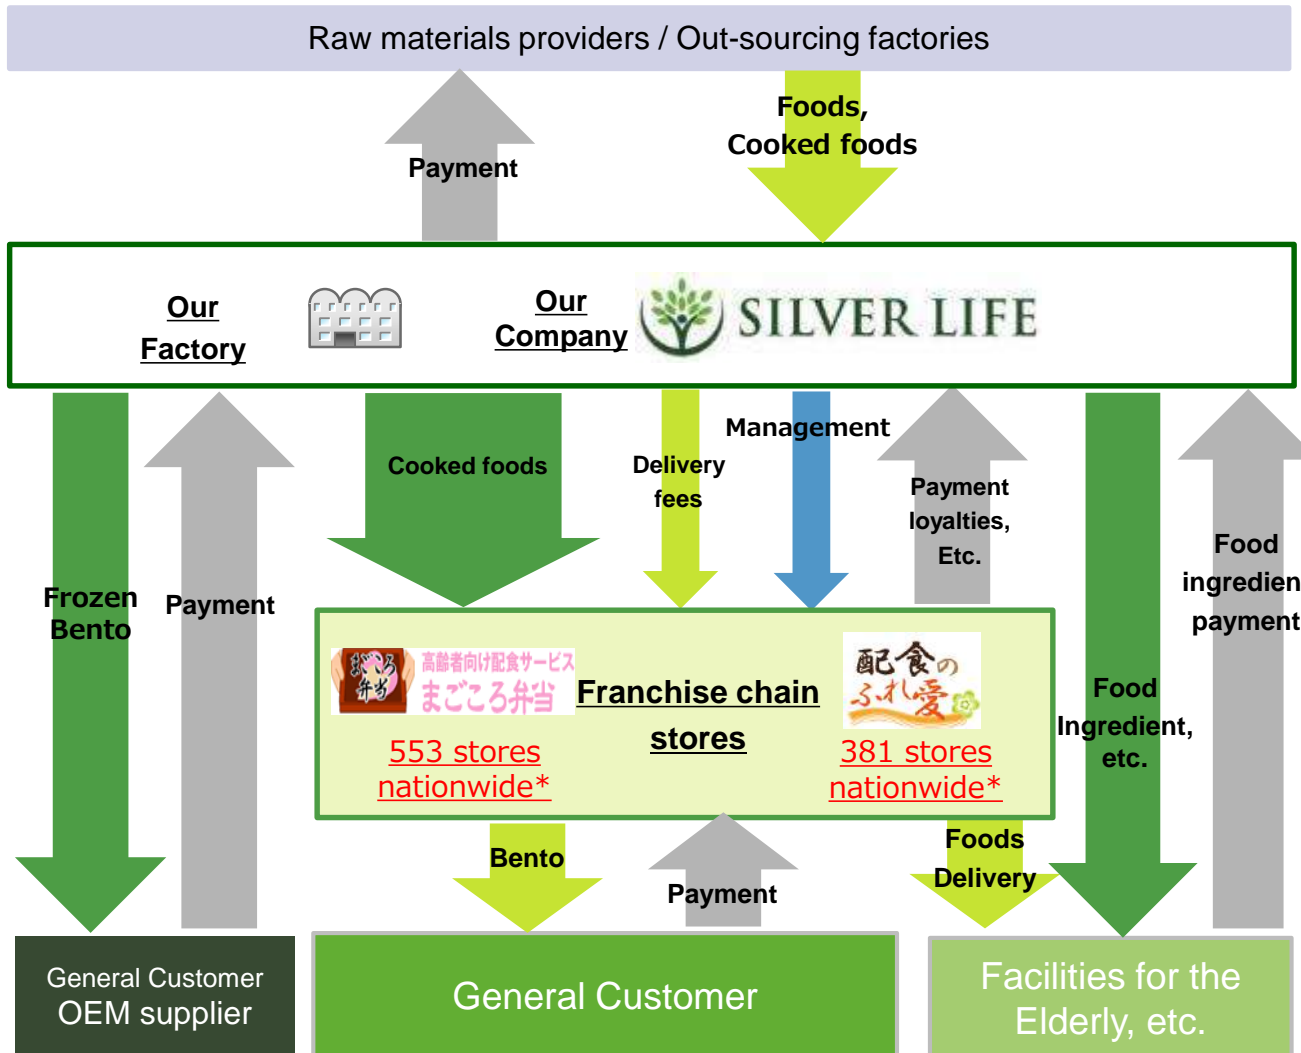 Raw materials providers / Out-sourcing factories
Payment
Foods,
Cooked foods
Our
Factory
Our
Company
SILVER LIFE
Frozen
Bento
Payment
Cooked foods
Delivery
fees
Management
Payment
loyalties,
Etc.
Food
Ingredient,
etc.
Food
ingredien
payment
まごころ
弁当
高齢者向け配食サービス
まごころ弁当
Franchise chain
stores
配食の
ふれ愛
553 stores
nationwide*
381 stores
nationwide*
Bento
Payment
Foods
Delivery
General Customer
OEM supplier
General Customer
Facilities for the
Elderly, etc.